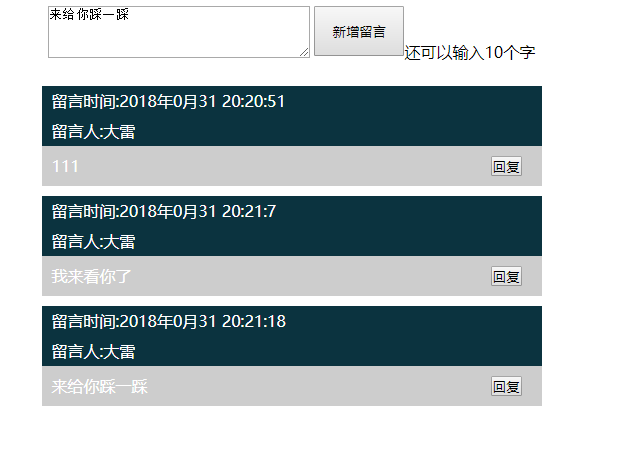 来给你踩一踩
新增留言
还可以输入10个字
留言时间:2018年0月31 20:20:51
留言人:大雷
111
回复
留言时间:2018年0月31 20:21:7
留言人:大雷
我来看你了
回复
留言时间:2018年0月31 20:21:18
留言人:大雷
来给你踩一踩
回复